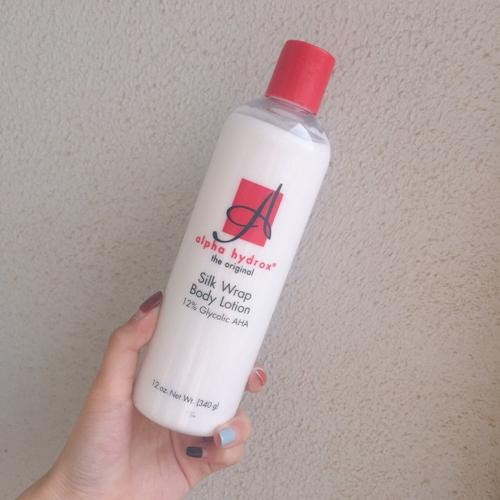 A
alpha hydrox®
the original
Silk Wrap
Body Lotion
12% Glycolic AHA
12 oz. Net Wt. (340 g)